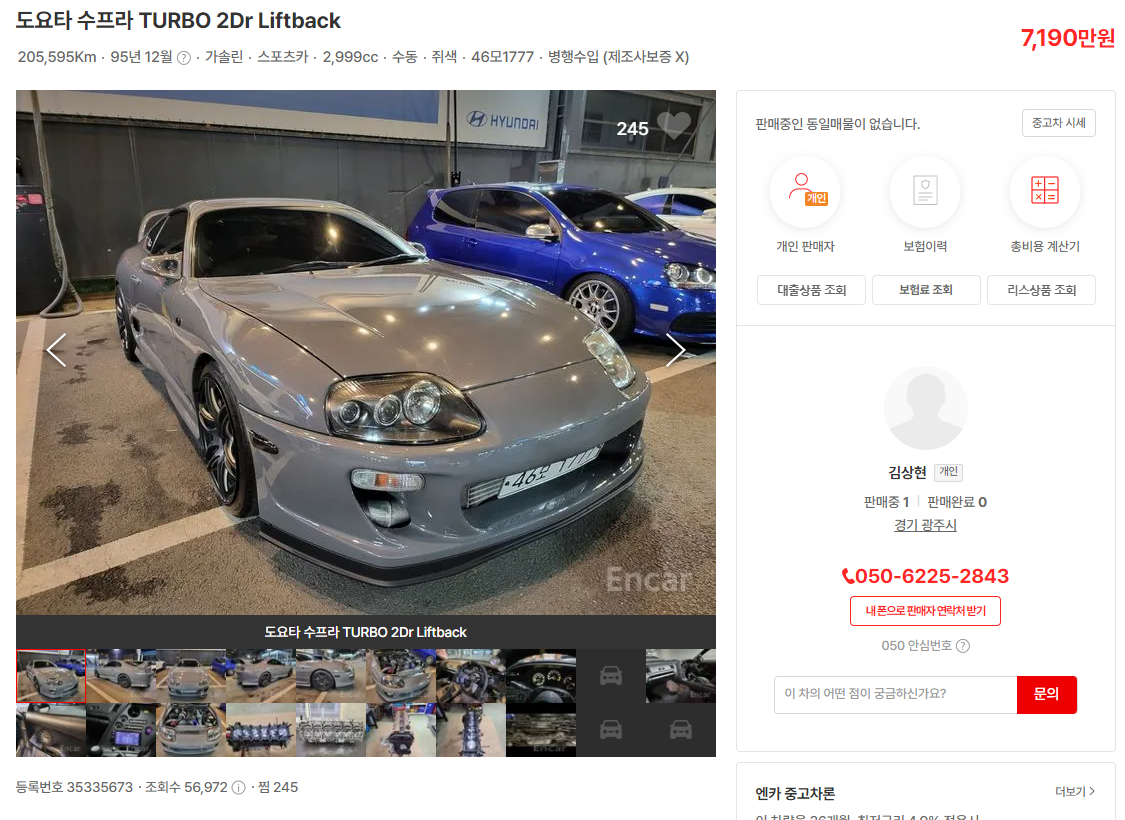 도요타 수프라 TURBO 2Dr Liftback
7,190만원
205,595Km · 95년 12월 ? · 가솔린 · 스포츠카 · 2,999cc · 수동 · 쥐색 · 46모1777 · 병행수입 (제조사보증 X)
HYUNDAI
245
46모 1777
Encar
도요타 수프라 TURBO 2Dr Liftback
등록번호 35335673 · 조회수 56,972 · 찜 245
판매중인 동일매물이 없습니다.
중고차 시세
개인
개인 판매자
보험이력
총비용 계산기
대출상품 조회
보험료 조회
리스상품 조회
김상현 개인
판매중 1 | 판매완료 0
경기 광주시
050-6225-2843
내 폰으로 판매자 연락처 받기
050 안심번호 ?
이 차의 어떤 점이 궁금하신가요?
문의
엔카 중고차론
더보기 >